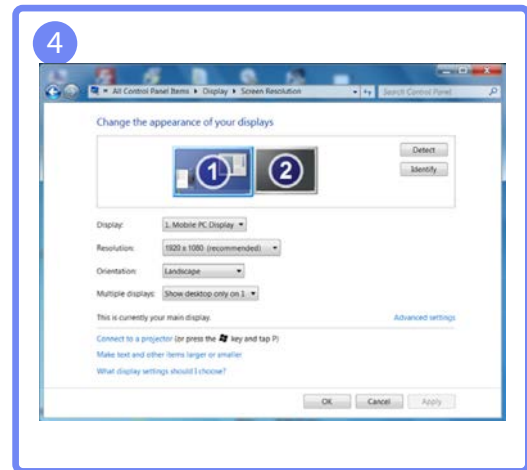 4
All Control Panel Items ▸ Display ▸ Screen Resolution
Search Control Panel
Change the appearance of your displays
1 2
Detect
Identify
Display: 1. Mobile PC Display
Resolution: 1920 x 1080 (recommended)
Orientation: Landscape
Multiple displays: Show desktop only on 1
This is currently your main display. Advanced settings
Connect to a projector (or press the key and tap P)
Make text and other items larger or smaller
What display settings should I choose?
OK Cancel Apply